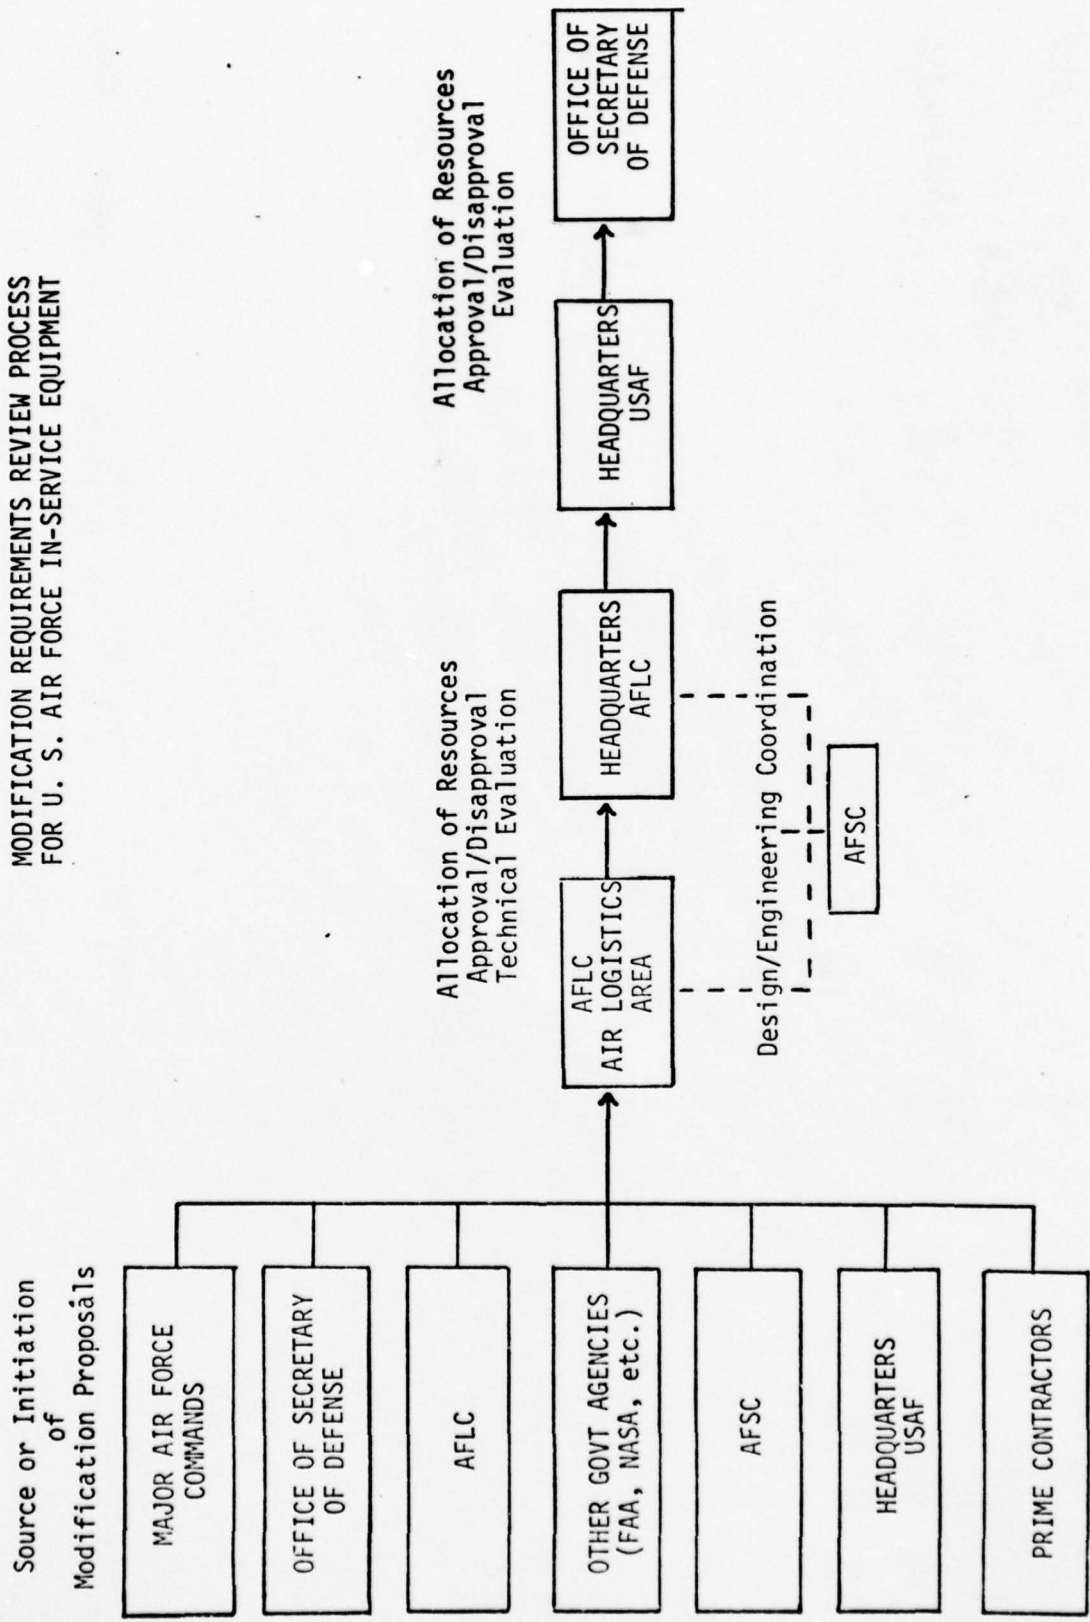 MODIFICATION REQUIREMENTS REVIEW PROCESS
FOR U. S. AIR FORCE IN-SERVICE EQUIPMENT
Source or Initiation
of
Modification Proposals
MAJOR AIR FORCE
COMMANDS
OFFICE OF SECRETARY
OF DEFENSE
AFLC
OTHER GOVT AGENCIES
(FAA, NASA, etc.)
AFSC
HEADQUARTERS
USAF
PRIME CONTRACTORS
Allocation of Resources
Approval/Disapproval
Technical Evaluation
AFLC
AIR LOGISTICS
AREA
HEADQUARTERS
AFLC
Design/Engineering Coordination
AFSC
Allocation of Resources
Approval/Disapproval
Evaluation
HEADQUARTERS
USAF
OFFICE OF
SECRETARY
OF DEFENSE